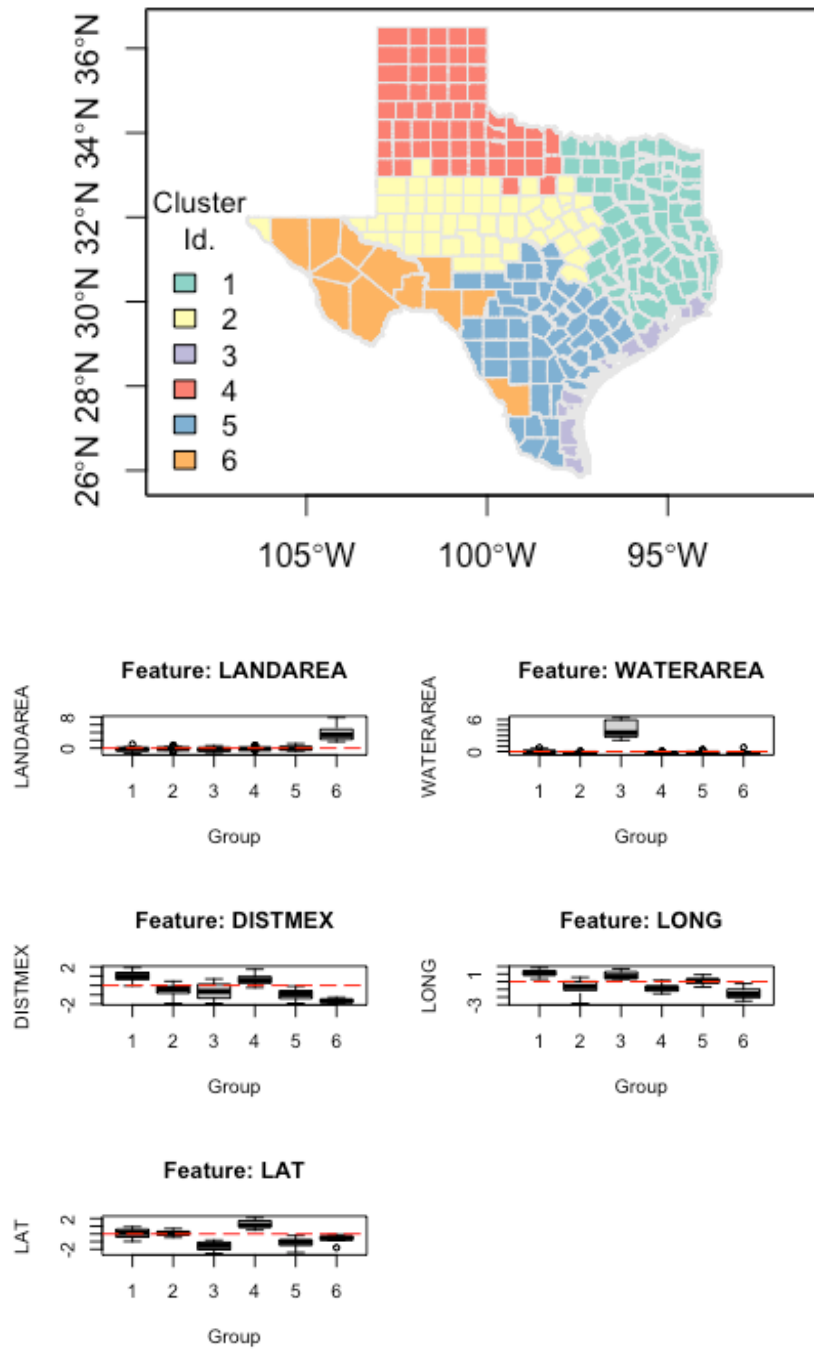 36°N
34°N
32°N
30°N
28°N
26°N
Cluster
Id.
1
2
3
4
5
6
105°W 100°W 95°W
Feature: LANDAREA
LANDAREA
8
0
1 2 3 4 5 6
Group
Feature: WATERAREA
WATERAREA
6
0
1 2 3 4 5 6
Group
Feature: DISTMEX
DISTMEX
2
-2
1 2 3 4 5 6
Group
Feature: LONG
LONG
1
-3
1 2 3 4 5 6
Group
Feature: LAT
LAT
2
-2
1 2 3 4 5 6
Group